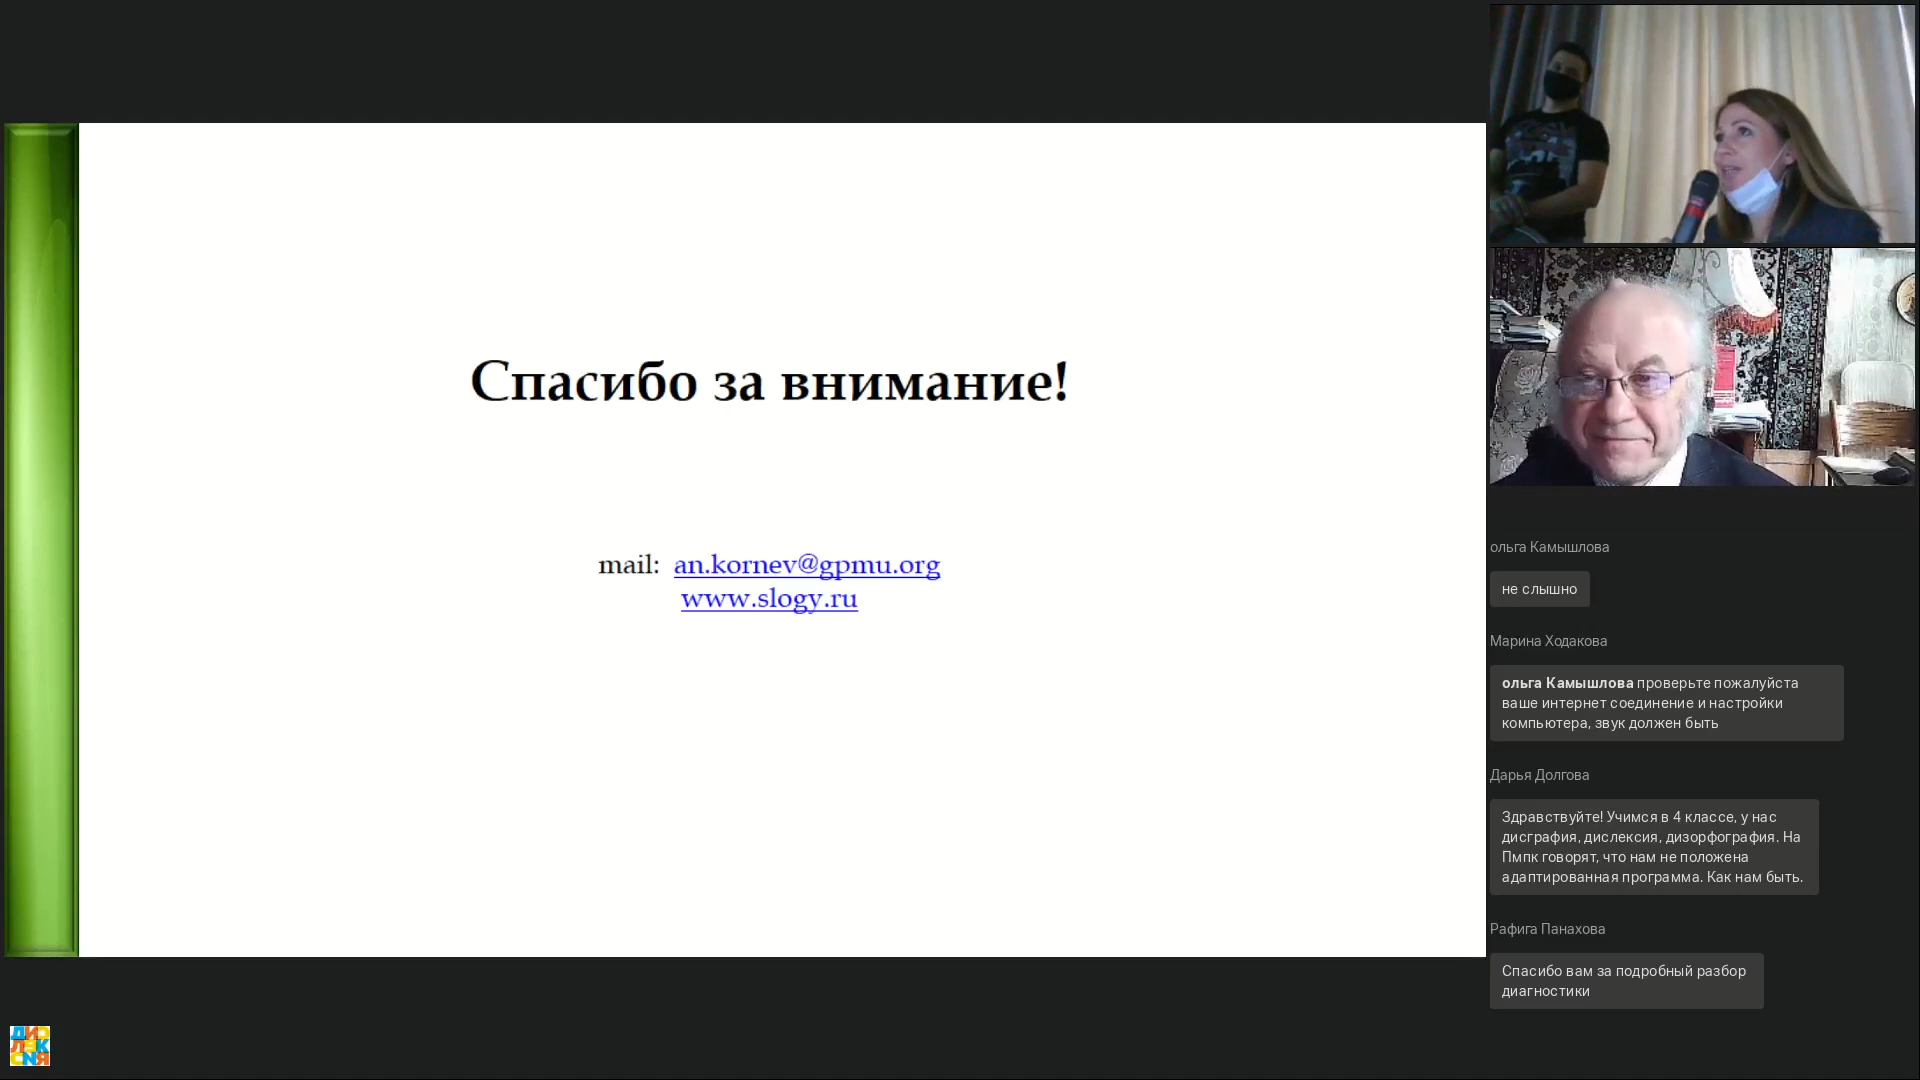 Спасибо за внимание!
mail: an.kornev@gpmu.org
www.slogy.ru
ольга Камышлова
не слышно
Марина Ходакова
ольга Камышлова проверьте пожалуйста
ваше интернет соединение и настройки
компьютера, звук должен быть
Дарья Долгова
Здравствуйте! Учимся в 4 классе, у нас
дисграфия, дислексия, дизорфография. На
Пмпк говорят, что нам не положена
адаптированная программа. Как нам быть.
Рафига Панахова
Спасибо вам за подробный разбор
диагностики
ДИС
ЛЕК
СИЯ